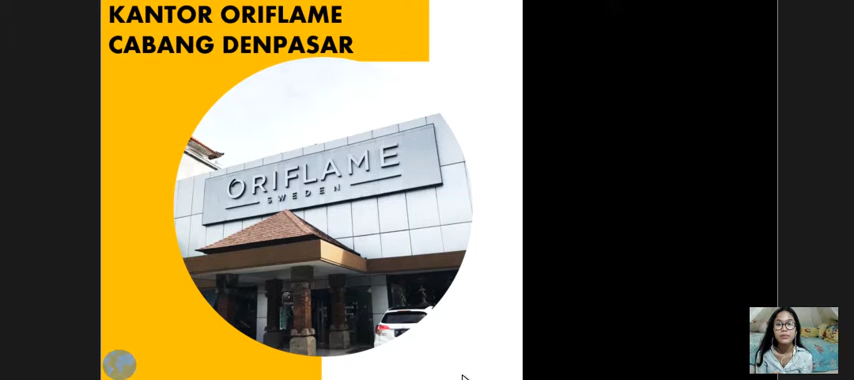 KANTOR ORIFLAME
CABANG DENPASAR
ORIFLAME
SWEDEN